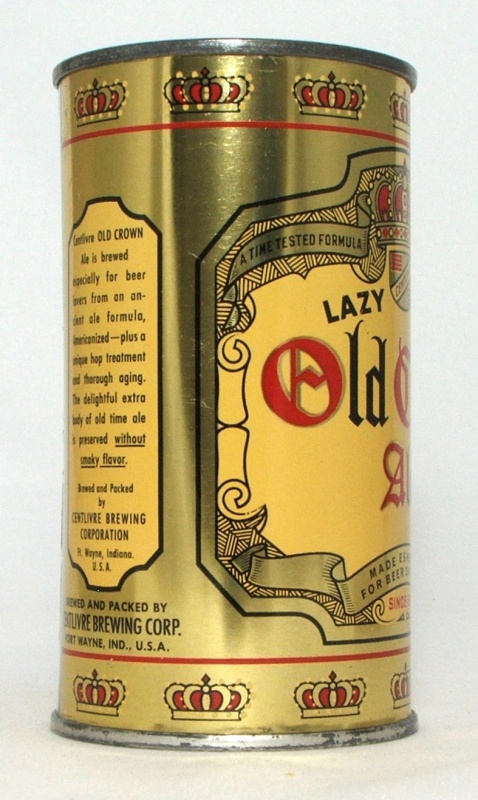 Centlivre OLD CROWN
Ale is brewed
especially for beer
lovers from an an-
cient ale formula,
Americanized—plus a
unique hop treatment
and thorough aging.
The delightful extra
body of old time ale
is preserved without
smoky flavor.
Brewed and Packed
by
CENTLIVRE BREWING
CORPORATION
Ft. Wayne, Indiana.
U.S.A.
BREWED AND PACKED BY
CENTLIVRE BREWING CORP.
FORT WAYNE, IND., U.S.A.
A TIME TESTED FORMULA
LAZY
Old
MADE
FOR BEER
SINCE